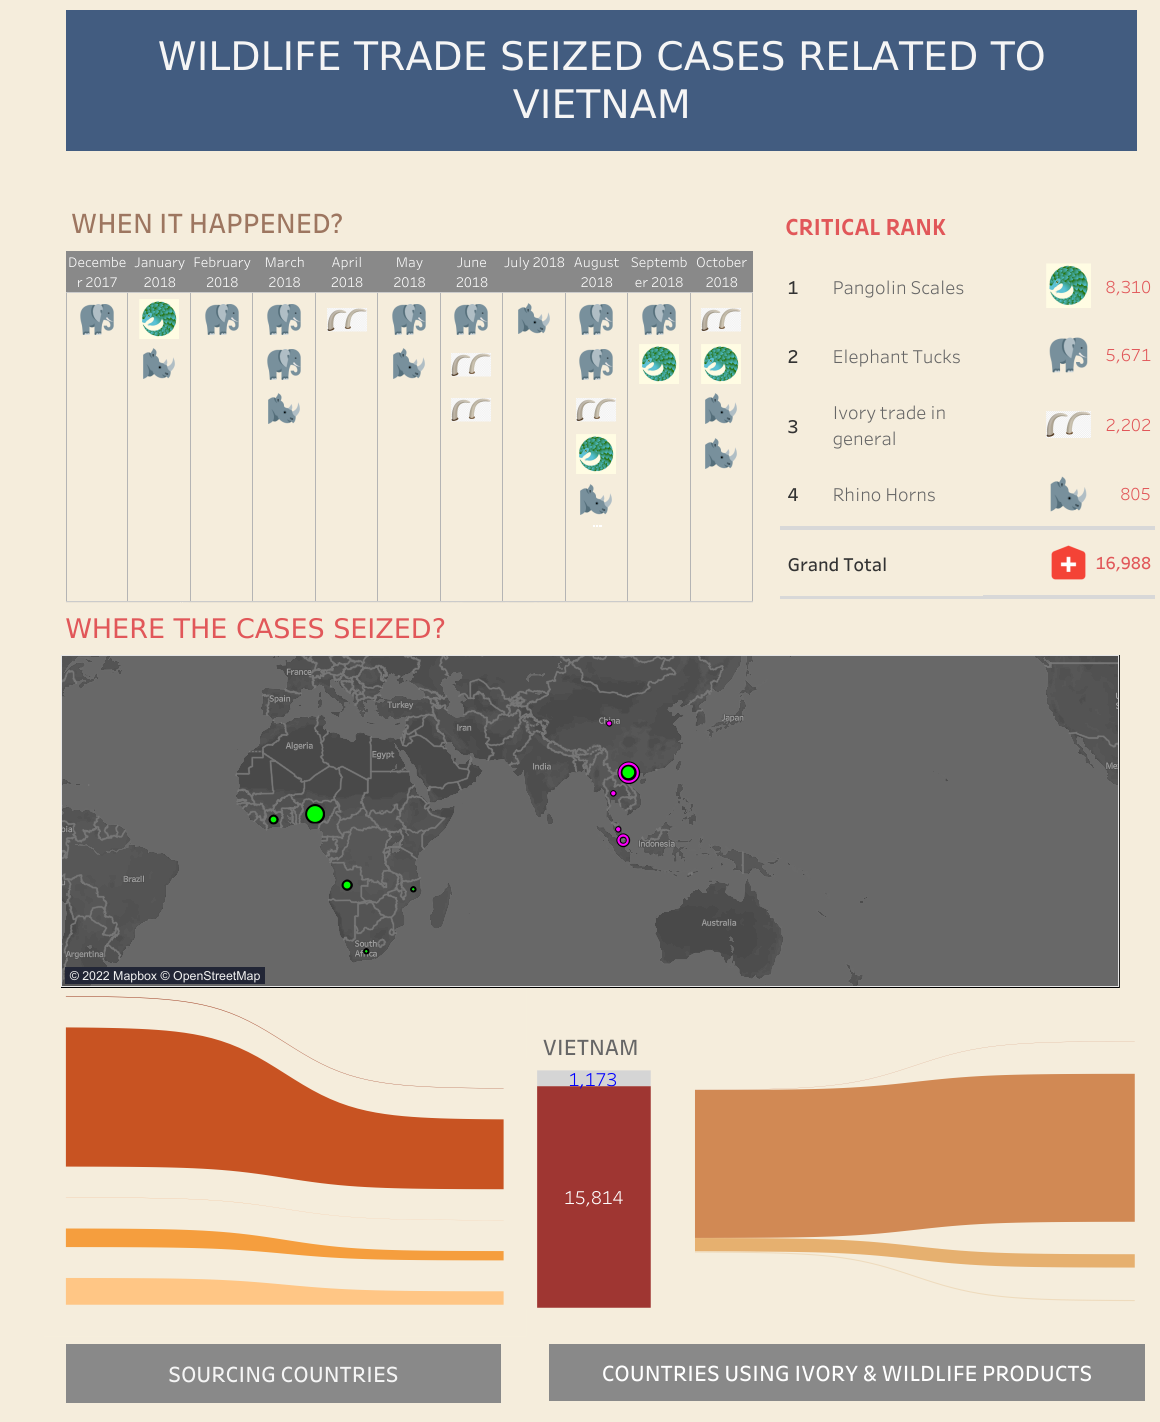 WILDLIFE TRADE SEIZED CASES RELATED TO
VIETNAM
WHEN IT HAPPENED?
Decembe
r 2017
January
2018
February
2018
March
2018
April
2018
May
2018
June
2018
July 2018
August
2018
Septemb
er 2018
October
2018
...
CRITICAL RANK
1 Pangolin Scales 8,310
2 Elephant Tucks 5,671
3 Ivory trade in
general 2,202
4 Rhino Horns 805
Grand Total 16,988
WHERE THE CASES SEIZED?
France
Spain
Turkey
China
Japan
Iran
Algeria
Egypt
India
Me
Indonesia
Brazil
Australia
South
Africa
Argentina
© 2022 Mapbox © OpenStreetMap
VIETNAM
1,173
15,814
SOURCING COUNTRIES
COUNTRIES USING IVORY & WILDLIFE PRODUCTS